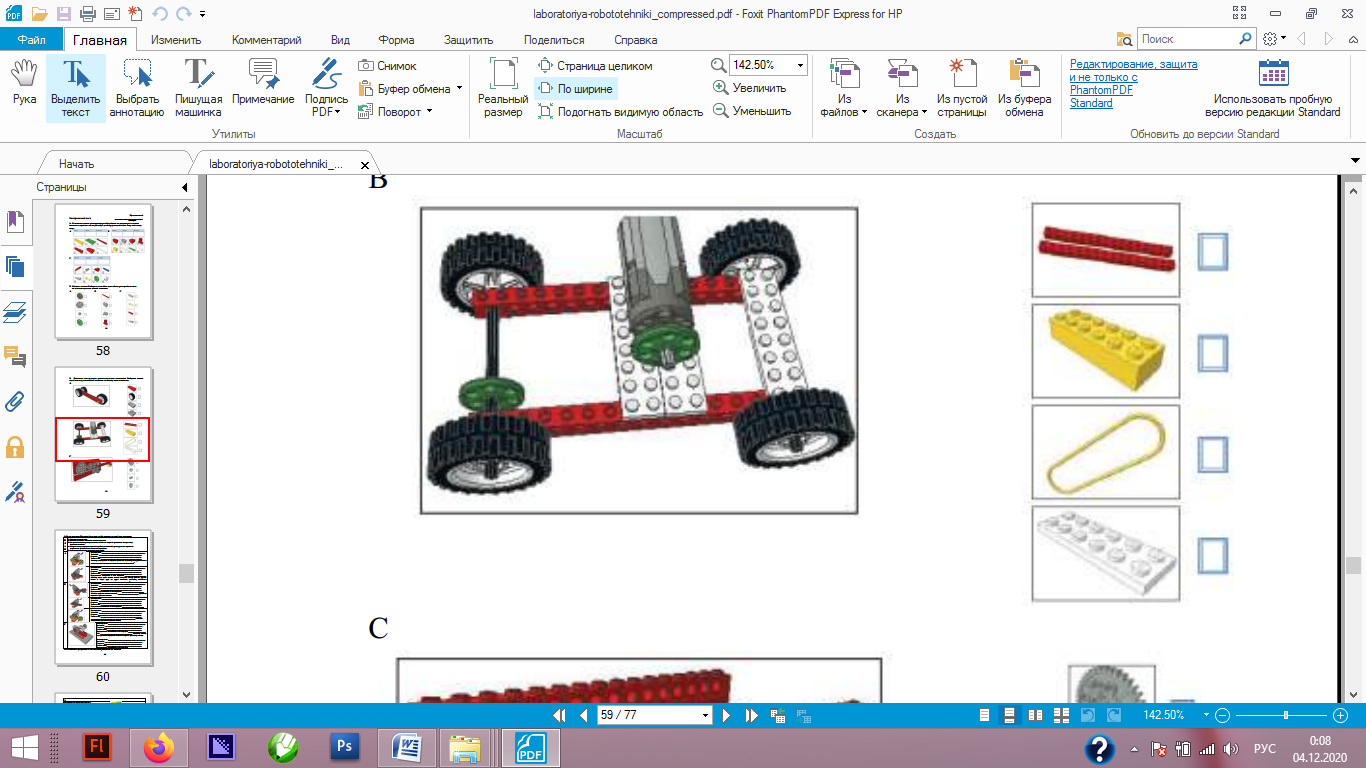 laboratoriya-robototehniki_compressed.pdf - Foxit PhantomPDF Express for HP
Файл
Главная
Изменить
Комментарий
Вид
Форма
Защитить
Поделиться
Справка
Поиск
Рука
Выделить текст
Выбрать аннотацию
Пишущая машинка
Примечание
Подпись PDF
Снимок
Буфер обмена
Поворот
Утилиты
Реальный размер
Страница целиком
По ширине
Подогнать видимую область
142.50%
Увеличить
Уменьшить
Масштаб
Из файлов
Из сканера
Из пустой страницы
Из буфера обмена
Создать
Редактирование, защита
и не только с
PhantomPDF
Standard
Использовать пробную
версию редакции Standard
Обновить до версии Standard
Начать
laboratoriya-robototehniki_...
Страницы
58
59
60
B
C
59 / 77
142.50%
Fl
Ps
W
PDF
?
РУС
0:08
04.12.2020